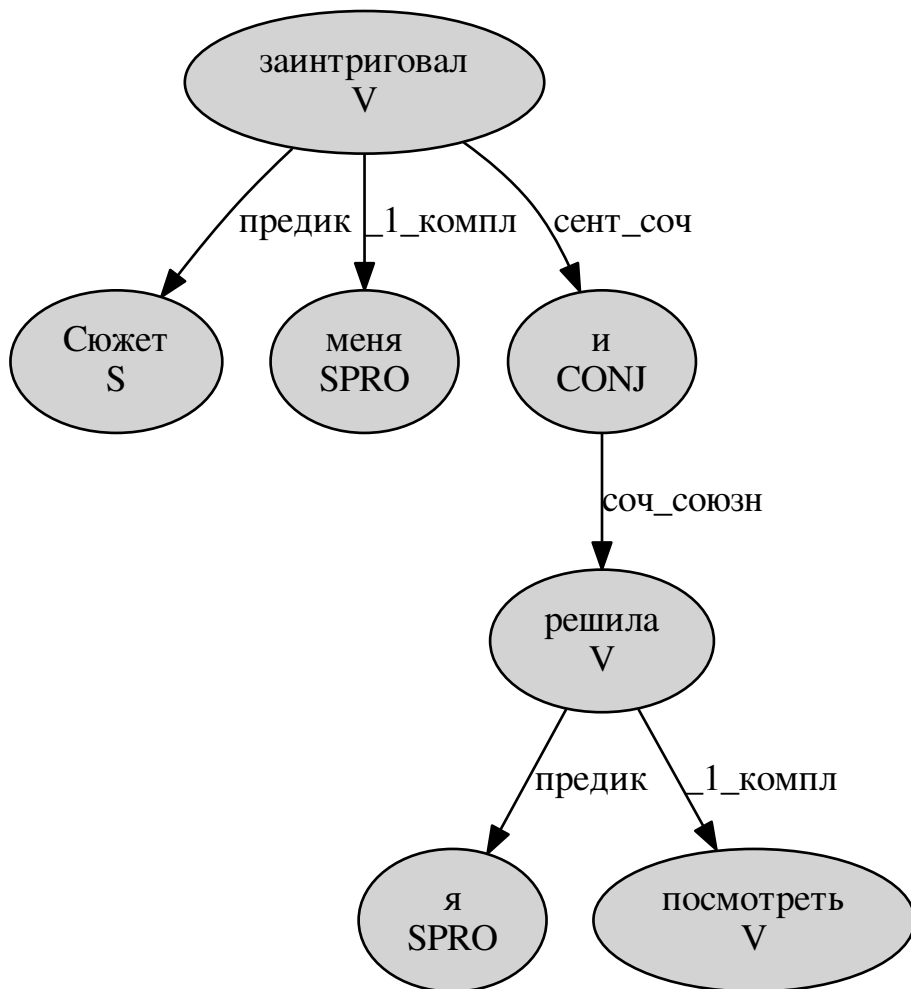 заинтриговал
V
предик
_1_компл
сент_соч
Сюжет
S
меня
SPRO
и
CONJ
соч_союзн
решила
V
предик
_1_компл
я
SPRO
посмотреть
V